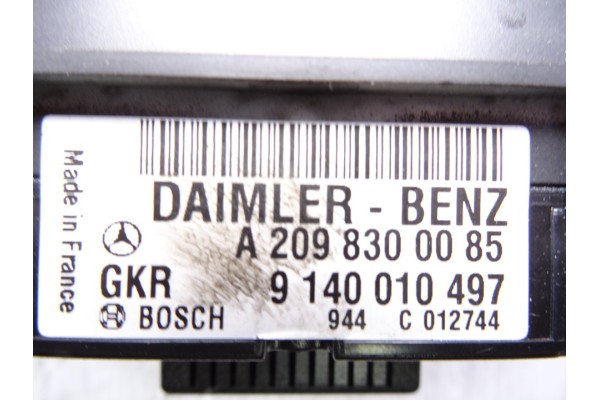 DAIMLER - BENZ
A 209 830 00 85
GKR 9 140 010 497
BOSCH 944 C 012744
Made in France